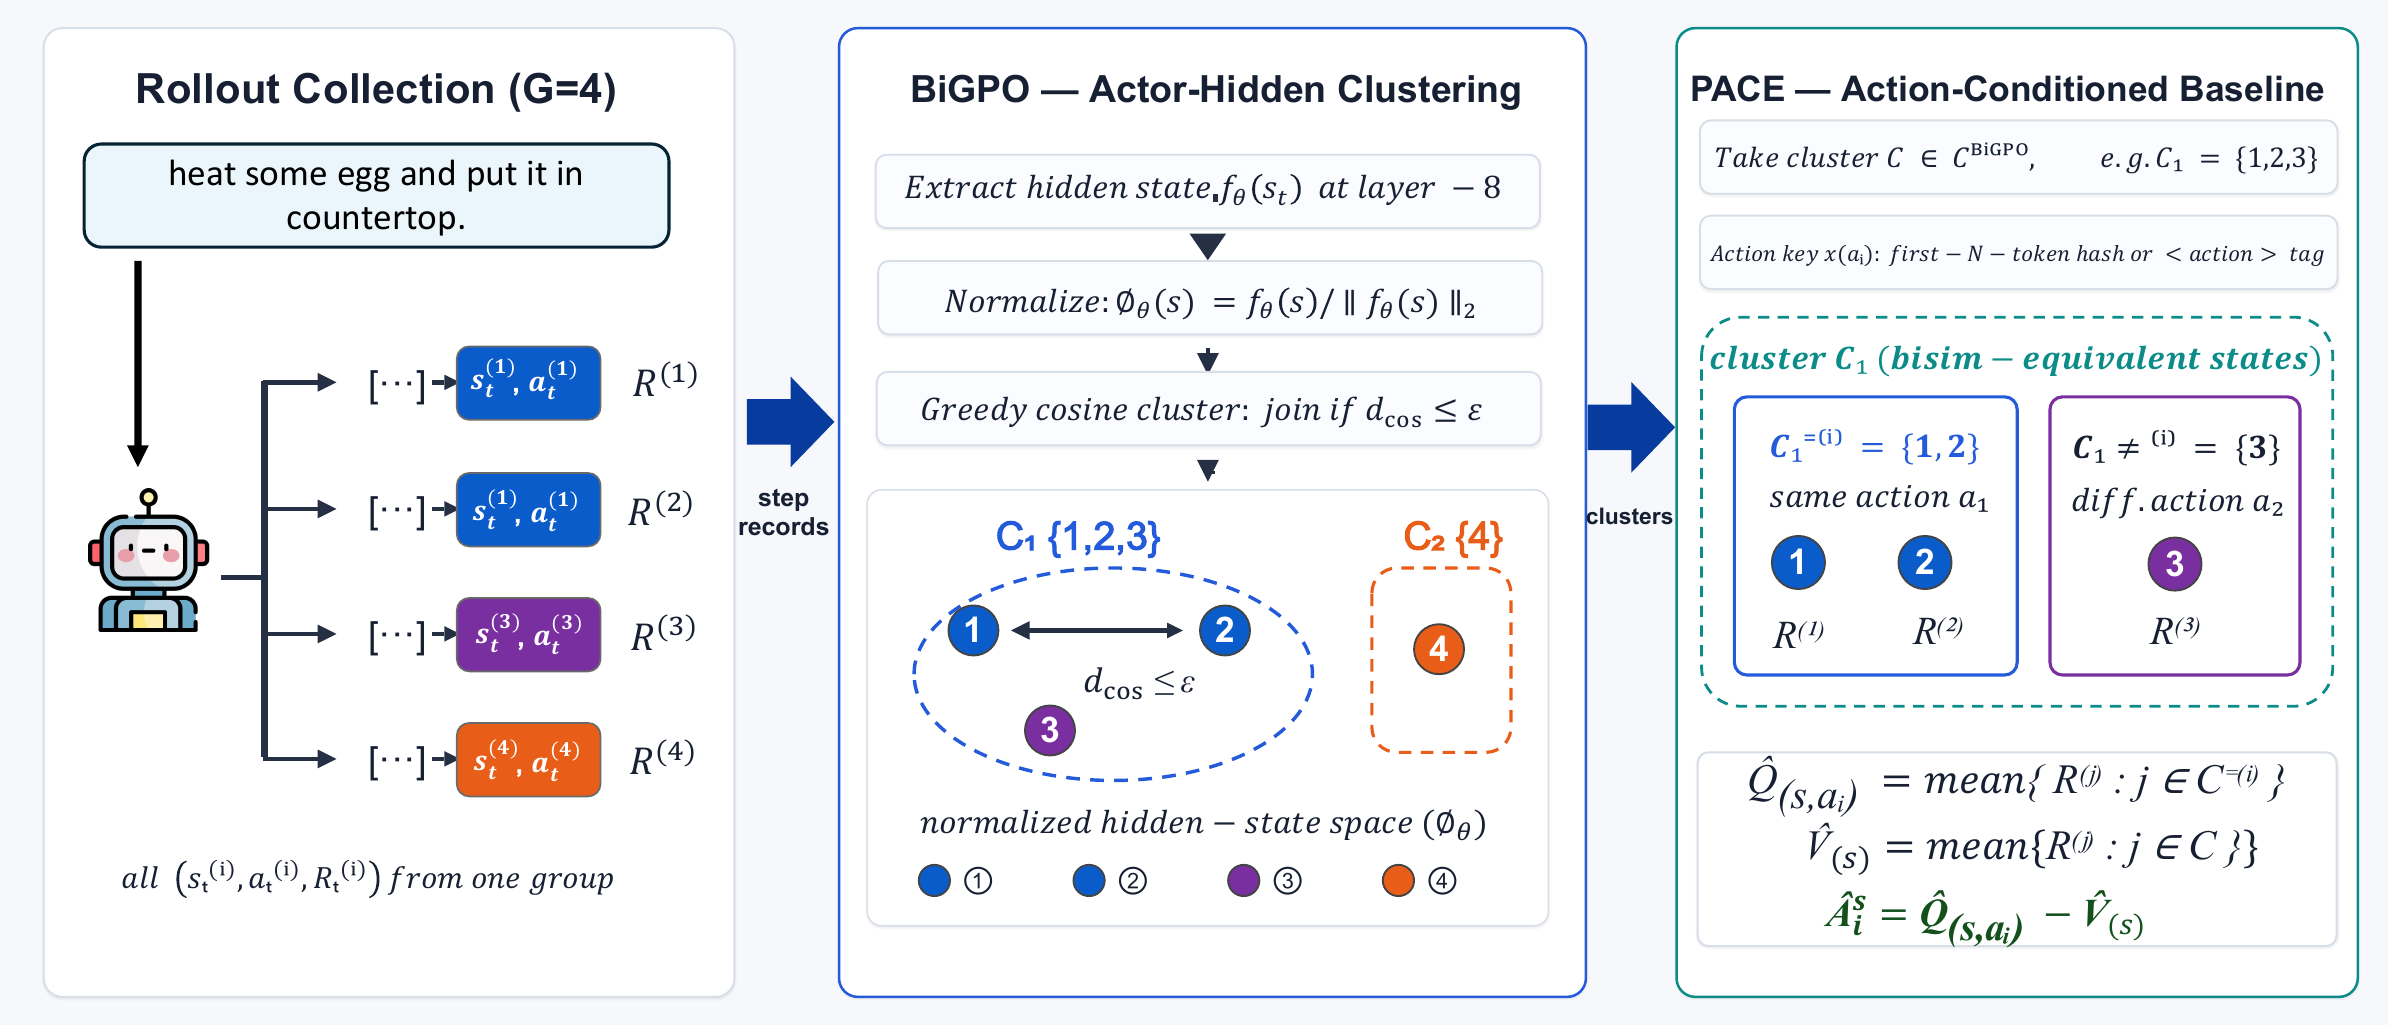 Rollout Collection (G=4)
heat some egg and put it in
countertop.
[···] s_t^(1), a_t^(1) R^(1)
[···] s_t^(1), a_t^(1) R^(2)
[···] s_t^(3), a_t^(3) R^(3)
[···] s_t^(4), a_t^(4) R^(4)
all (s_t^(i), a_t^(i), R_t^(i)) from one group
step
records
BiGPO — Actor-Hidden Clustering
Extract hidden state.f_θ(s_t) at layer − 8
Normalize: ∅_θ(s) = f_θ(s)/ ‖ f_θ(s) ‖_2
Greedy cosine cluster: join if d_cos ≤ ε
C₁ {1,2,3} C₂ {4}
1 2
4
d_cos ≤ ε
3
normalized hidden − state space (∅_θ)
① ② ③ ④
clusters
PACE — Action-Conditioned Baseline
Take cluster C ∈ C^BiGPO, e.g. C_1 = {1,2,3}
Action key x(a_i): first − N − token hash or < action > tag
cluster C_1 (bisim − equivalent states)
C_1^=(i) = {1, 2} C_1 ≠ ^(i) = {3}
same action a_1 diff. action a_2
1 2 3
R^(1) R^(2) R^(3)
Q̂_(s,a_i) = mean{ R^(j) : j ∈ C^=(i) }
V̂_(s) = mean{R^(j) : j ∈ C }}
Â_i^s = Q̂_(s,a_i) − V̂_(s)